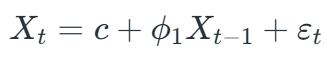 $X_t = c + \phi_1 X_{t-1} + \varepsilon_t$